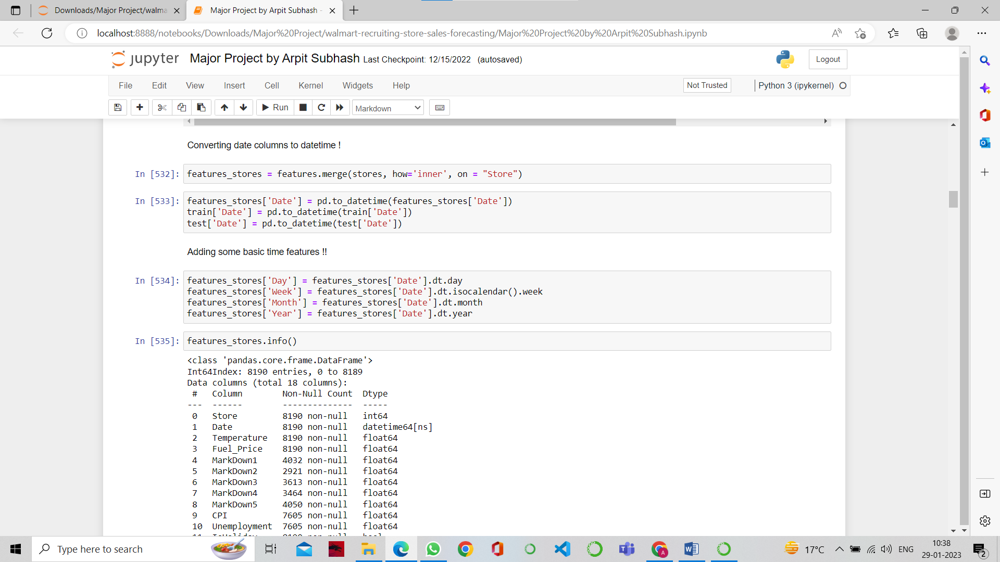 Downloads/Major Project/walma
Major Project by Arpit Subhash -
localhost:8888/notebooks/Downloads/Major%20Project/walmart-recruiting-store-sales-forecasting/Major%20Project%20by%20Arpit%20Subhash.ipynb
jupyter Major Project by Arpit Subhash Last Checkpoint: 12/15/2022 (autosaved)
Logout
File Edit View Insert Cell Kernel Widgets Help
Not Trusted Python 3 (ipykernel)
Run Markdown
Converting date columns to datetime !
In [532]: features_stores = features.merge(stores, how='inner', on = "Store")
In [533]: features_stores['Date'] = pd.to_datetime(features_stores['Date'])
train['Date'] = pd.to_datetime(train['Date'])
test['Date'] = pd.to_datetime(test['Date'])
Adding some basic time features !!
In [534]: features_stores['Day'] = features_stores['Date'].dt.day
features_stores['Week'] = features_stores['Date'].dt.isocalendar().week
features_stores['Month'] = features_stores['Date'].dt.month
features_stores['Year'] = features_stores['Date'].dt.year
In [535]: features_stores.info()
<class 'pandas.core.frame.DataFrame'>
Int64Index: 8190 entries, 0 to 8189
Data columns (total 18 columns):
# Column Non-Null Count Dtype
--- ------ -------------- -----
0 Store 8190 non-null int64
1 Date 8190 non-null datetime64[ns]
2 Temperature 8190 non-null float64
3 Fuel_Price 8190 non-null float64
4 MarkDown1 4032 non-null float64
5 MarkDown2 2921 non-null float64
6 MarkDown3 3613 non-null float64
7 MarkDown4 3464 non-null float64
8 MarkDown5 4050 non-null float64
9 CPI 7605 non-null float64
10 Unemployment 7605 non-null float64
Type here to search
17°C ENG
10:38
29-01-2023
2